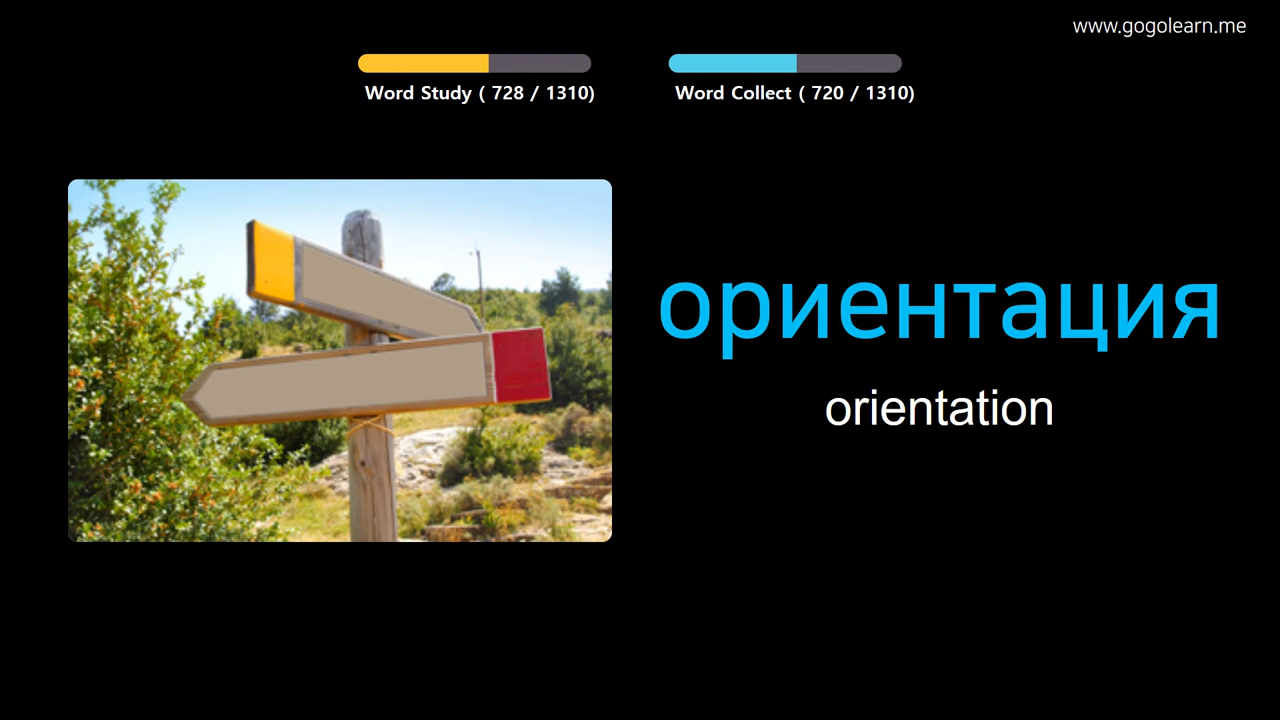 www.gogolearn.me
Word Study ( 728 / 1310)
Word Collect ( 720 / 1310)
ориентация
orientation